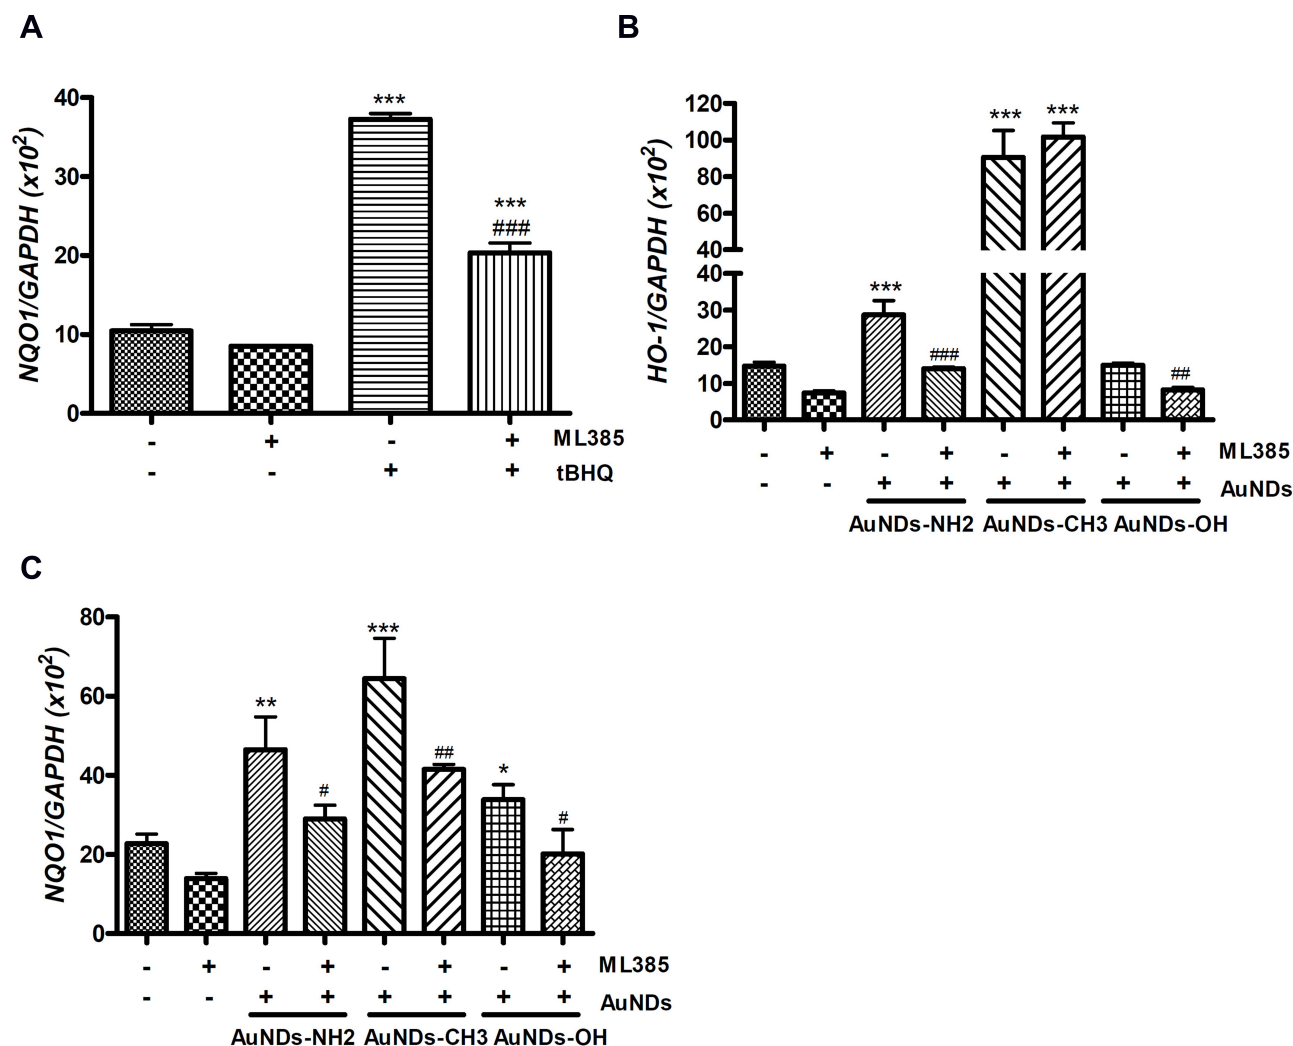 A
NQO1/GAPDH (x10²)
40
30
20
10
0
***
***
###
- + - + ML385
- - + + tBHQ
B
HO-1/GAPDH (x10²)
120
100
80
60
40
40
30
20
10
0
***
###
***
***
##
- + - + - + - + ML385
- - + + + + + + AuNDs
AuNDs-NH2 AuNDs-CH3 AuNDs-OH
C
NQO1/GAPDH (x10²)
80
60
40
20
0
**
#
***
##
*
#
- + - + - + - + ML385
- - + + + + + + AuNDs
AuNDs-NH2 AuNDs-CH3 AuNDs-OH